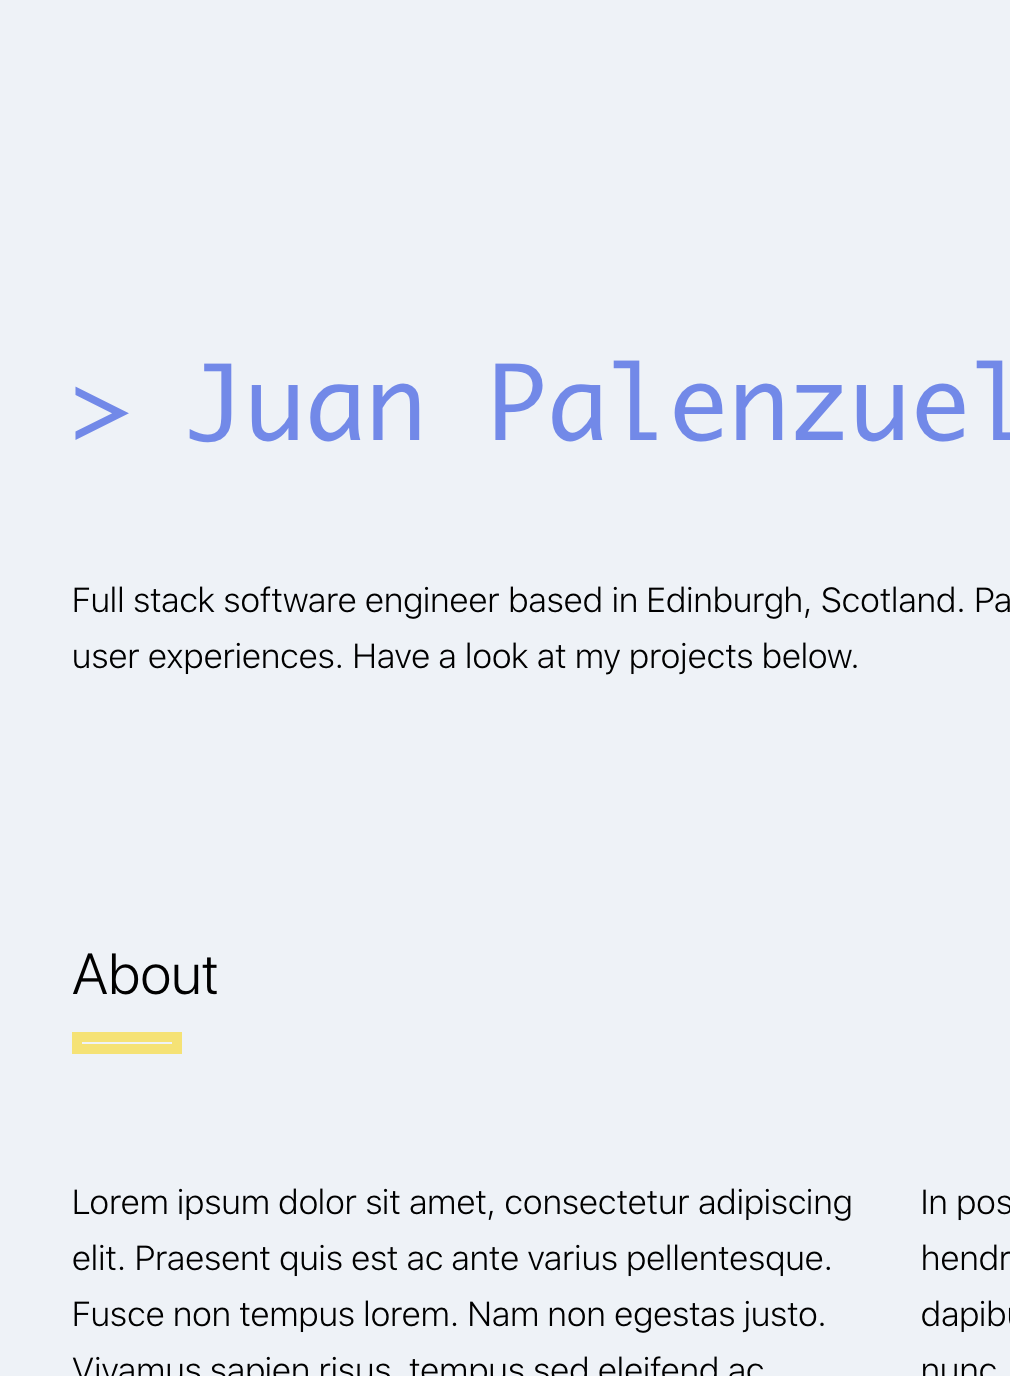 > Juan Palenzuel
Full stack software engineer based in Edinburgh, Scotland. Pa
user experiences. Have a look at my projects below.
About
Lorem ipsum dolor sit amet, consectetur adipiscing
elit. Praesent quis est ac ante varius pellentesque.
Fusce non tempus lorem. Nam non egestas justo.
Vivamus sapien risus, tempus sed eleifend ac
In pos
hendr
dapibu
nunc